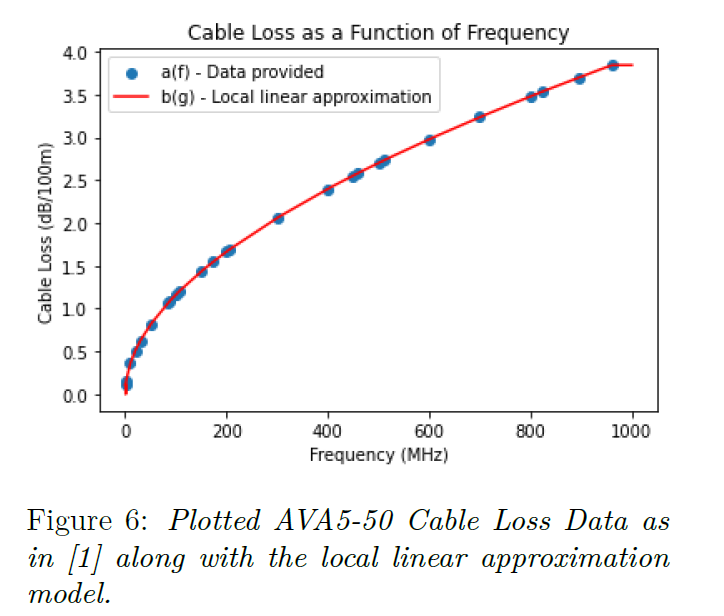 Cable Loss as a Function of Frequency
4.0
3.5
3.0
2.5
2.0
1.5
1.0
0.5
0.0
Cable Loss (dB/100m)
a(f) - Data provided
b(g) - Local linear approximation
0 200 400 600 800 1000
Frequency (MHz)
Figure 6: Plotted AVA5-50 Cable Loss Data as
in [1] along with the local linear approximation
model.